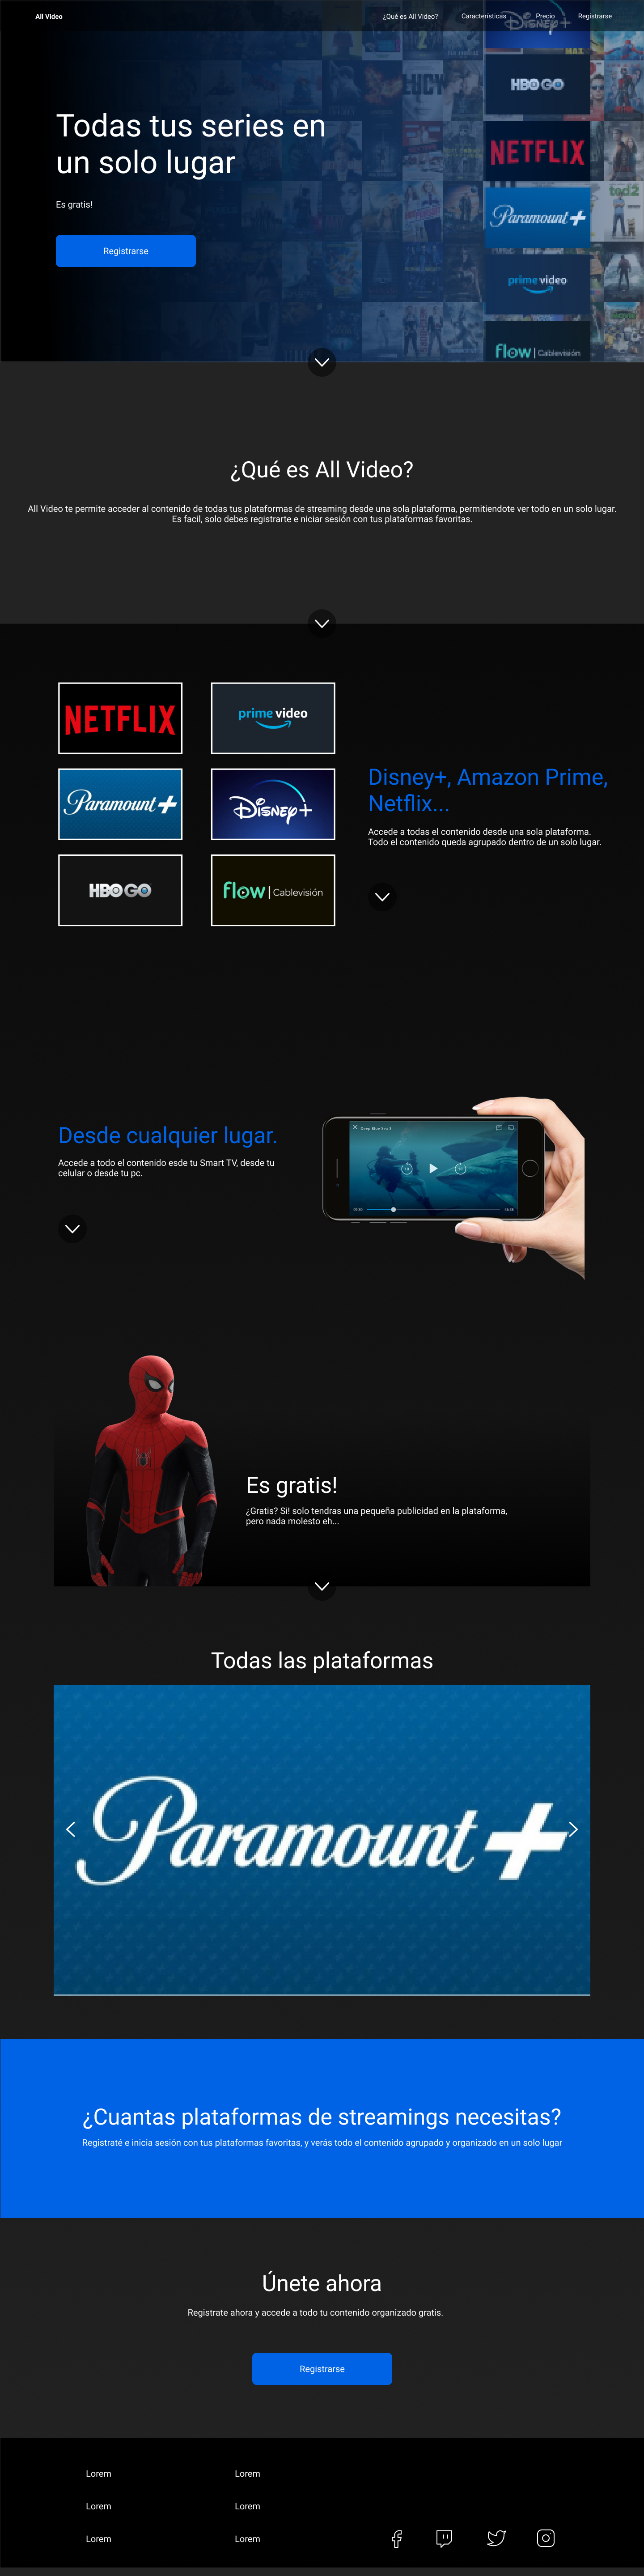 All Video
¿Qué es All Video?
Características
Precio
Registrarse
DISNEY+
HBO GO
LUCY
Todas tus series en
un solo lugar
NETFLIX
ted2
Es gratis!
Paramount+
Registrarse
prime video
flow | Cablevisión
¿Qué es All Video?
All Video te permite acceder al contenido de todas tus plataformas de streaming desde una sola plataforma, permitiendote ver todo en un solo lugar.
Es facil, solo debes registrarte e niciar sesión con tus plataformas favoritas.
NETFLIX
prime video
Paramount+
Disney+
HBO GO
flow | Cablevisión
Disney+, Amazon Prime,
Netflix...
Accede a todas el contenido desde una sola plataforma.
Todo el contenido queda agrupado dentro de un solo lugar.
Desde cualquier lugar.
Accede a todo el contenido esde tu Smart TV, desde tu
celular o desde tu pc.
Deep Blue Sea 3
Es gratis!
¿Gratis? Si! solo tendras una pequeña publicidad en la plataforma,
pero nada molesto eh...
Todas las plataformas
Paramount+
¿Cuantas plataformas de streamings necesitas?
Registraté e inicia sesión con tus plataformas favoritas, y verás todo el contenido agrupado y organizado en un solo lugar
Únete ahora
Registrate ahora y accede a todo tu contenido organizado gratis.
Registrarse
Lorem
Lorem
Lorem
Lorem
Lorem
Lorem